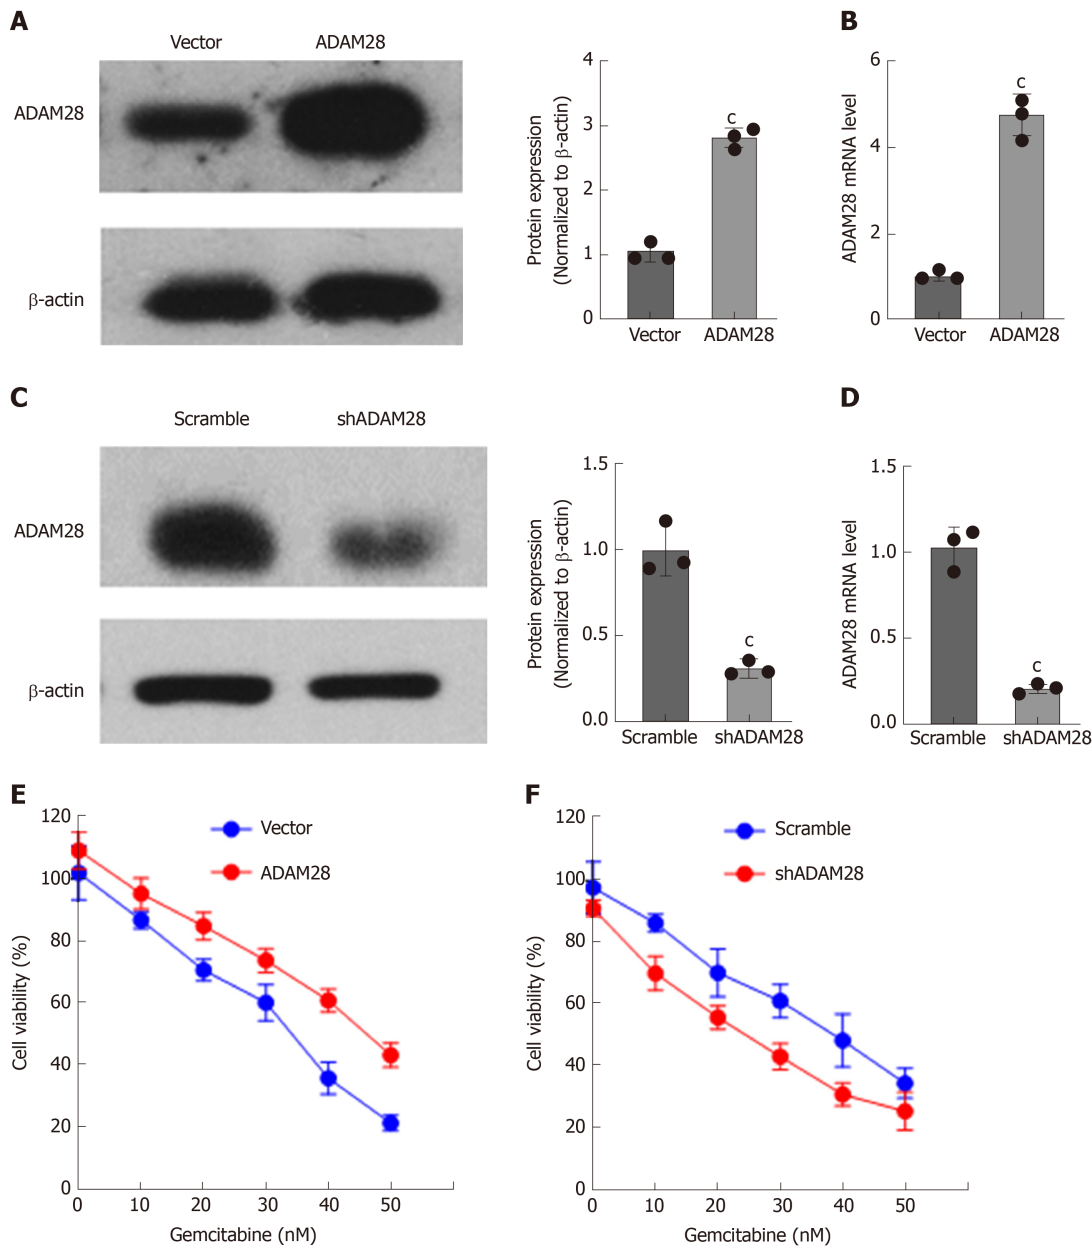 A
Vector ADAM28
ADAM28
β-actin
Protein expression
(Normalized to β-actin)
4
3
2
1
0
c
Vector ADAM28
B
ADAM28 mRNA level
6
4
2
0
c
Vector ADAM28
C
Scramble shADAM28
ADAM28
β-actin
Protein expression
(Normalized to β-actin)
1.5
1.0
0.5
0.0
c
Scramble shADAM28
D
ADAM28 mRNA level
1.5
1.0
0.5
0.0
c
Scramble shADAM28
E
Cell viability (%)
120
100
80
60
40
20
0
Vector
ADAM28
0 10 20 30 40 50
Gemcitabine (nM)
F
Cell viability (%)
120
100
80
60
40
20
0
Scramble
shADAM28
0 10 20 30 40 50
Gemcitabine (nM)